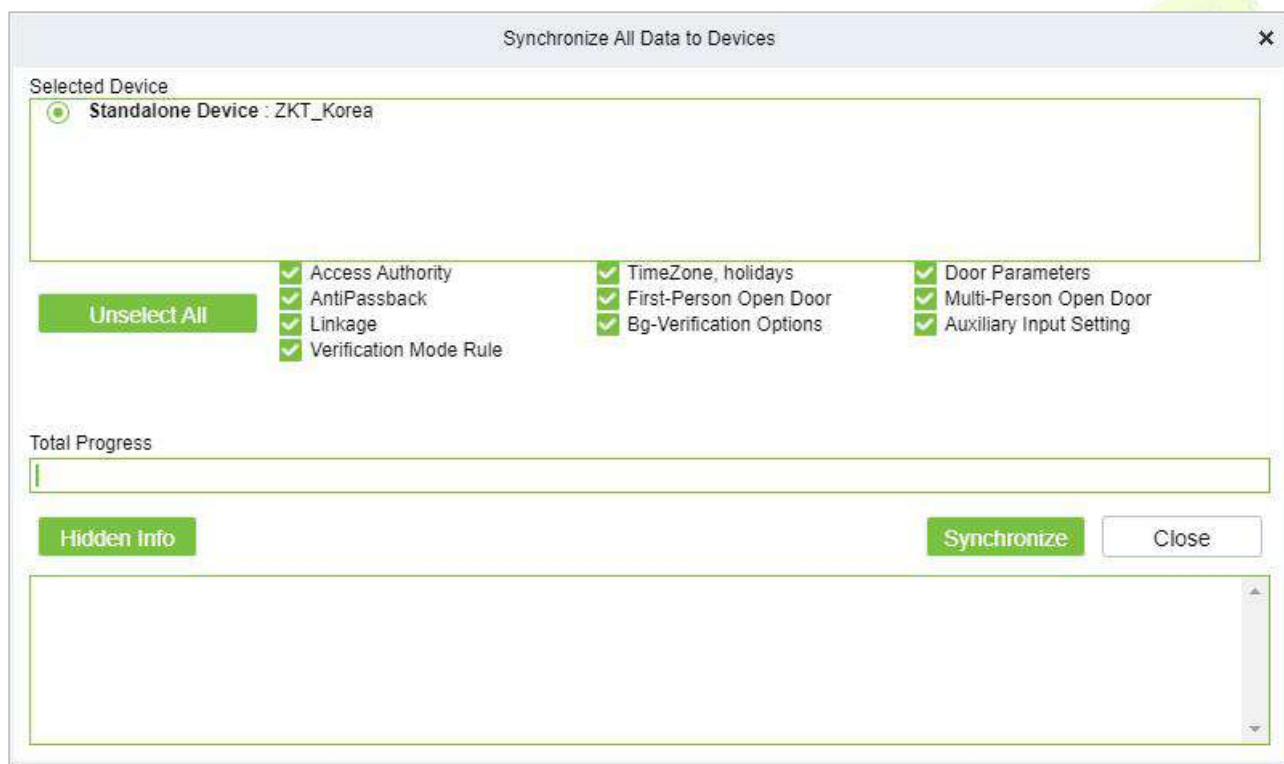 Synchronize All Data to Devices
Selected Device
Standalone Device : ZKT_Korea
Unselect All
Access Authority
TimeZone, holidays
Door Parameters
AntiPassback
First-Person Open Door
Multi-Person Open Door
Linkage
Bg-Verification Options
Auxiliary Input Setting
Verification Mode Rule
Total Progress
Hidden Info
Synchronize
Close